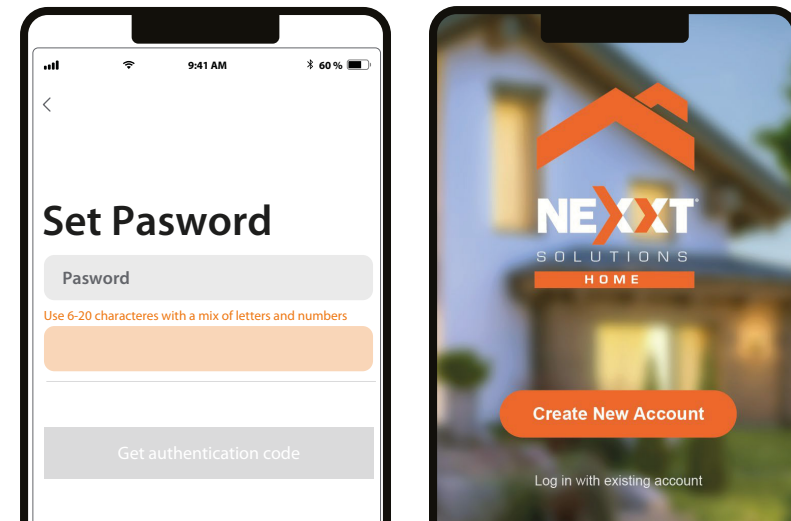 9:41 AM
60 %
Set Pasword
Pasword
Use 6-20 characteres with a mix of letters and numbers
Get authentication code
NEXXT
SOLUTIONS
HOME
Create New Account
Log in with existing account